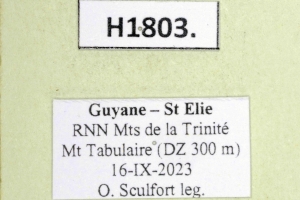 H1803.
Guyane – St Elie
RNN Mts de la Trinité
Mt Tabulaire (DZ 300 m)
16-IX-2023
O. Sculfort leg.